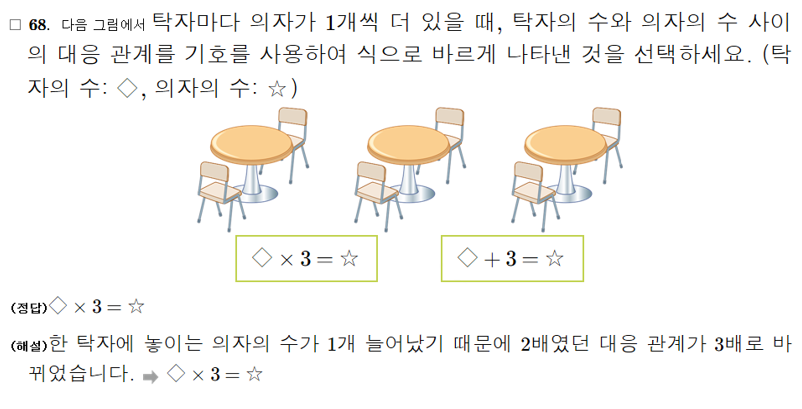 □ 68. 다음 그림에서 탁자마다 의자가 1개씩 더 있을 때, 탁자의 수와 의자의 수 사이
의 대응 관계를 기호를 사용하여 식으로 바르게 나타낸 것을 선택하세요. (탁
자의 수: ◇, 의자의 수: ☆)
◇ × 3 = ☆ ◇ + 3 = ☆
(정답)◇ × 3 = ☆
(해설)한 탁자에 놓이는 의자의 수가 1개 늘어났기 때문에 2배였던 대응 관계가 3배로 바
뀌었습니다. ➡ ◇ × 3 = ☆